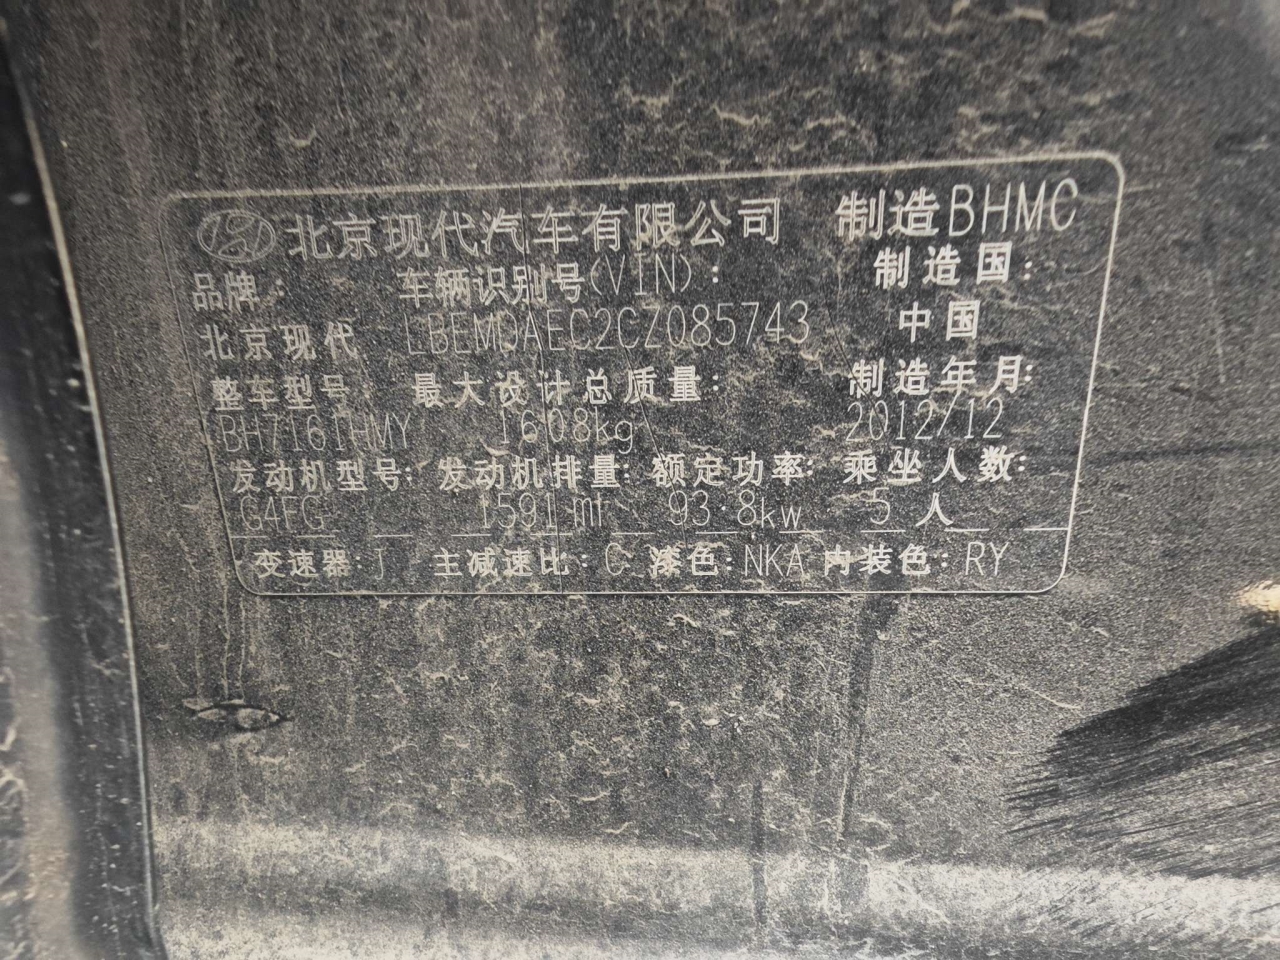 北京现代汽车有限公司 制造BHMC
品牌: 车辆识别号(VIN): 制造国:
北京现代 LBEMDAEC2CZ085743 中国
整车型号: 最大设计总质量: 制造年月:
BH7161HMY 1608kg 2012/12
发动机型号: 发动机排量: 额定功率: 乘坐人数:
G4FG 1591ml 93.8kw 5人
变速器:J 主减速比:C 漆色:NKA 内装色:RY